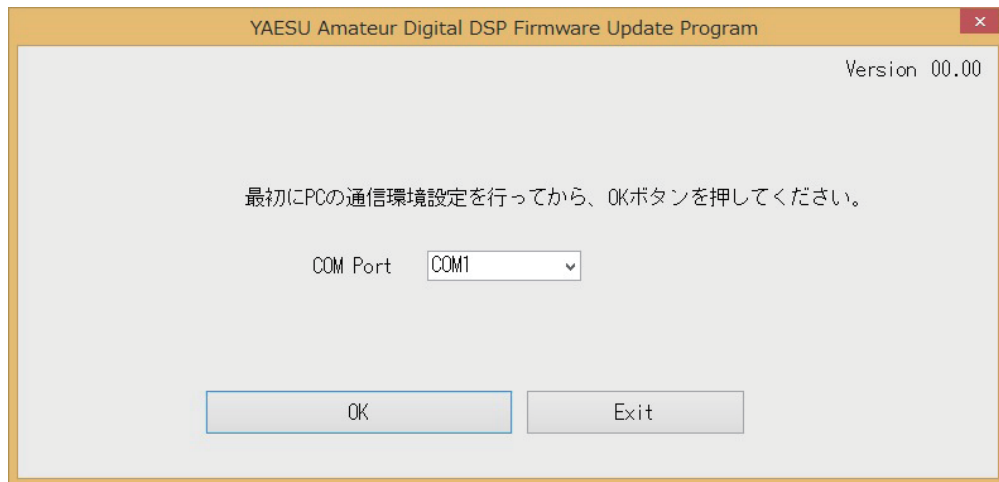 YAESU Amateur Digital DSP Firmware Update Program
Version 00.00
最初にPCの通信環境設定を行ってから、OKボタンを押してください。
COM Port COM1
OK Exit